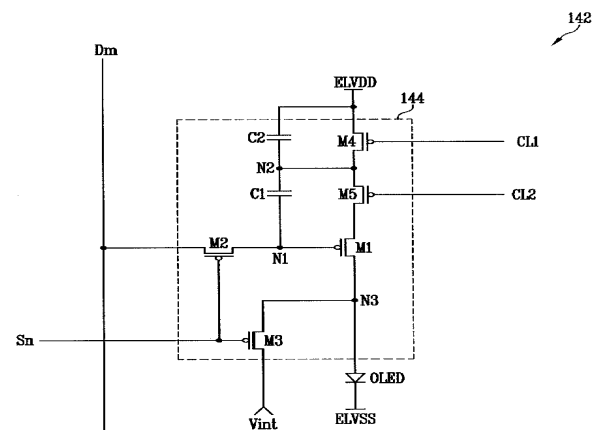 142
Dm
ELVDD
144
C2
M4
CL1
N2
C1
M5
CL2
M2
N1
M1
N3
Sn
M3
OLED
Vint
ELVSS